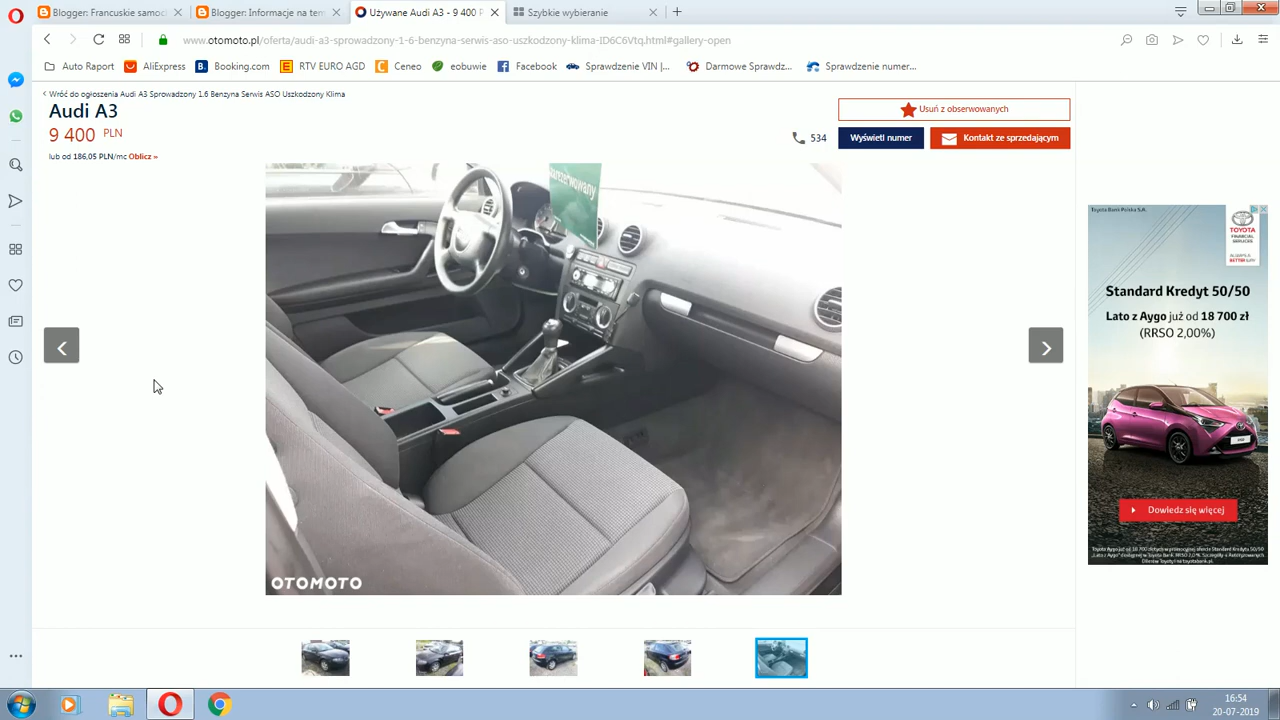 Blogger: Francuskie samoc
Blogger: Informacje na tem
Używane Audi A3 - 9 400 P
Szybkie wybieranie
www.otomoto.pl/oferta/audi-a3-sprowadzony-1-6-benzyna-serwis-aso-uszkodzony-klima-ID6C6Vtq.html#gallery-open
Auto Raport
AliExpress
Booking.com
RTV EURO AGD
Ceneo
eobuwie
Facebook
Sprawdzenie VIN |...
Darmowe Sprawdz...
Sprawdzenie numer...
Wróć do ogłoszenia Audi A3 Sprowadzony 1.6 Benzyna Serwis ASO Uszkodzony Klima
Audi A3
9 400 PLN
lub od 186,05 PLN/mc Oblicz »
Usuń z obserwowanych
534
Wyświetl numer
Kontakt ze sprzedającym
OTOMOTO
Toyota Bank Polska S.A.
TOYOTA
FINANCIAL
SERVICES
Standard Kredyt 50/50
Lato z Aygo już od 18 700 zł
(RRSO 2,00%)
Dowiedz się więcej
16:54
20-07-2019